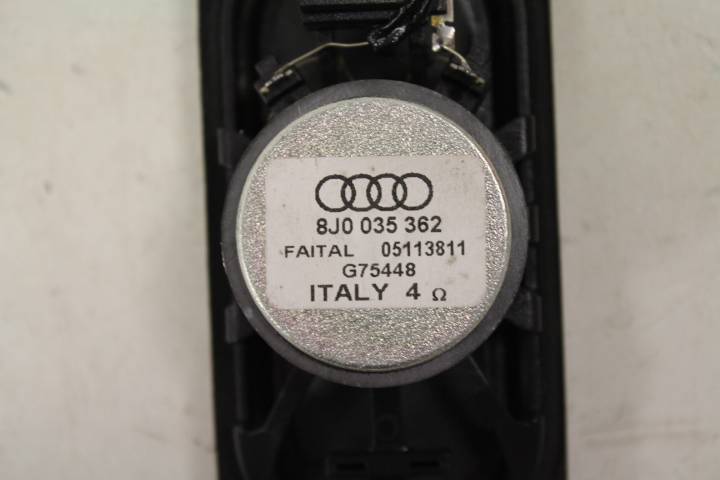 8J0 035 362
FAITAL 05113811
G75448
ITALY 4 Ω